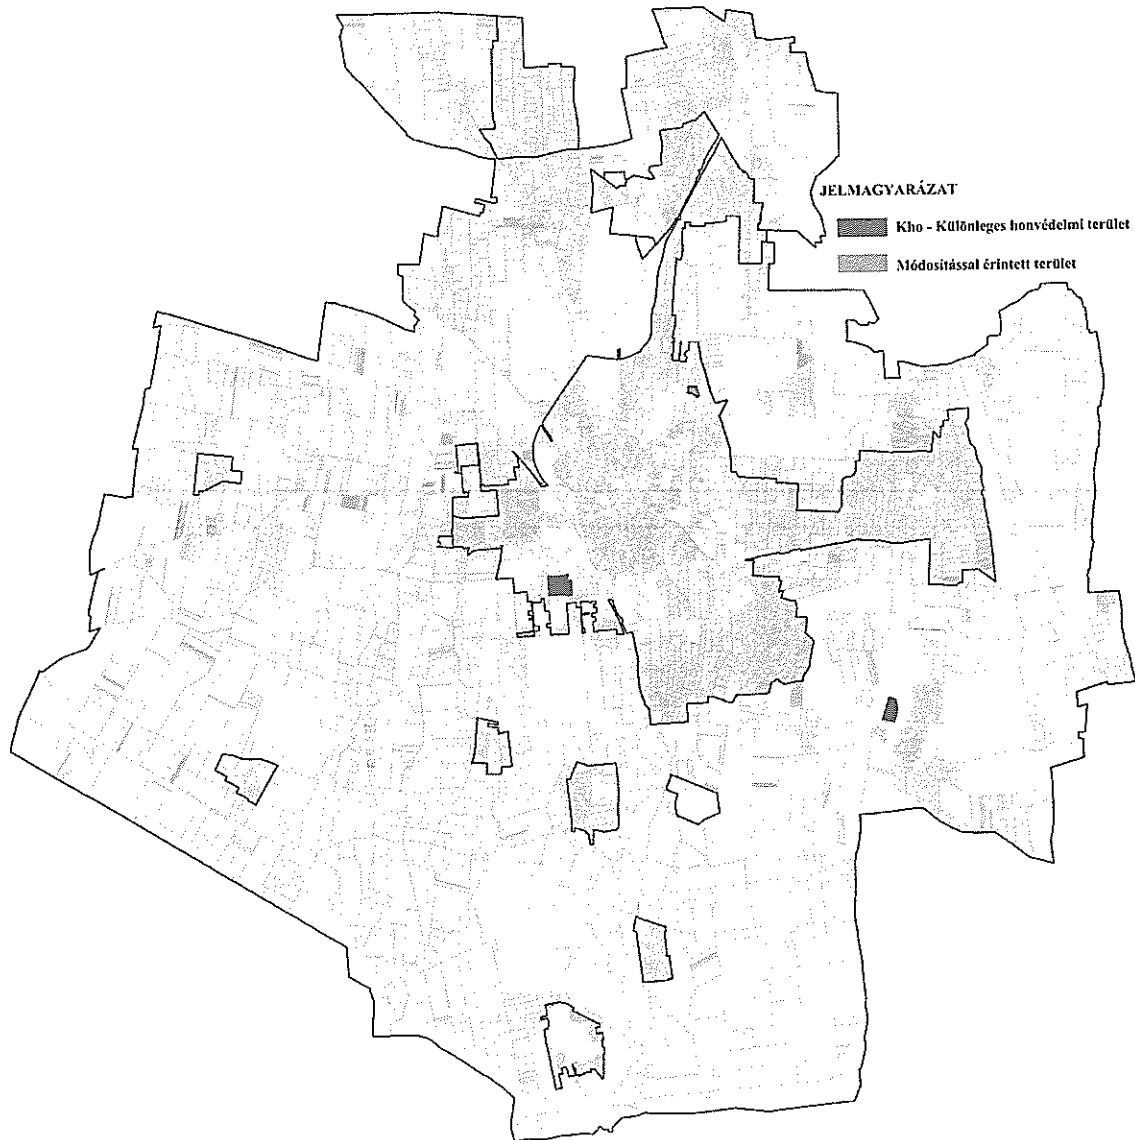 JELMAGYARÁZAT
Kho - Különleges honvédelmi terület
Módosítással érintett terület